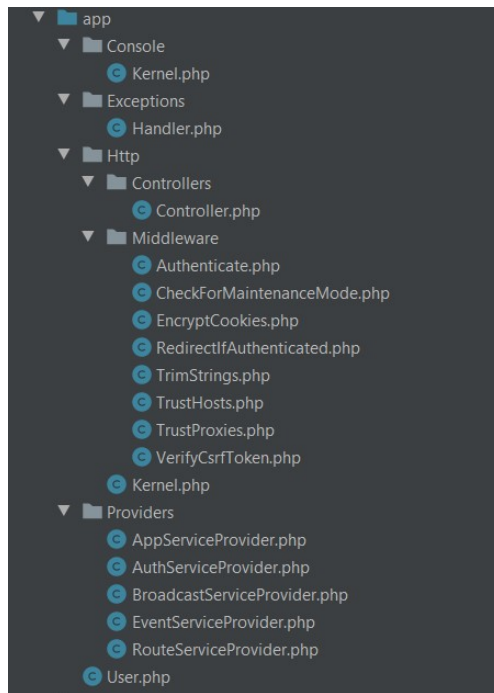 app
Console
Kernel.php
Exceptions
Handler.php
Http
Controllers
Controller.php
Middleware
Authenticate.php
CheckForMaintenanceMode.php
EncryptCookies.php
RedirectIfAuthenticated.php
TrimStrings.php
TrustHosts.php
TrustProxies.php
VerifyCsrfToken.php
Kernel.php
Providers
AppServiceProvider.php
AuthServiceProvider.php
BroadcastServiceProvider.php
EventServiceProvider.php
RouteServiceProvider.php
User.php